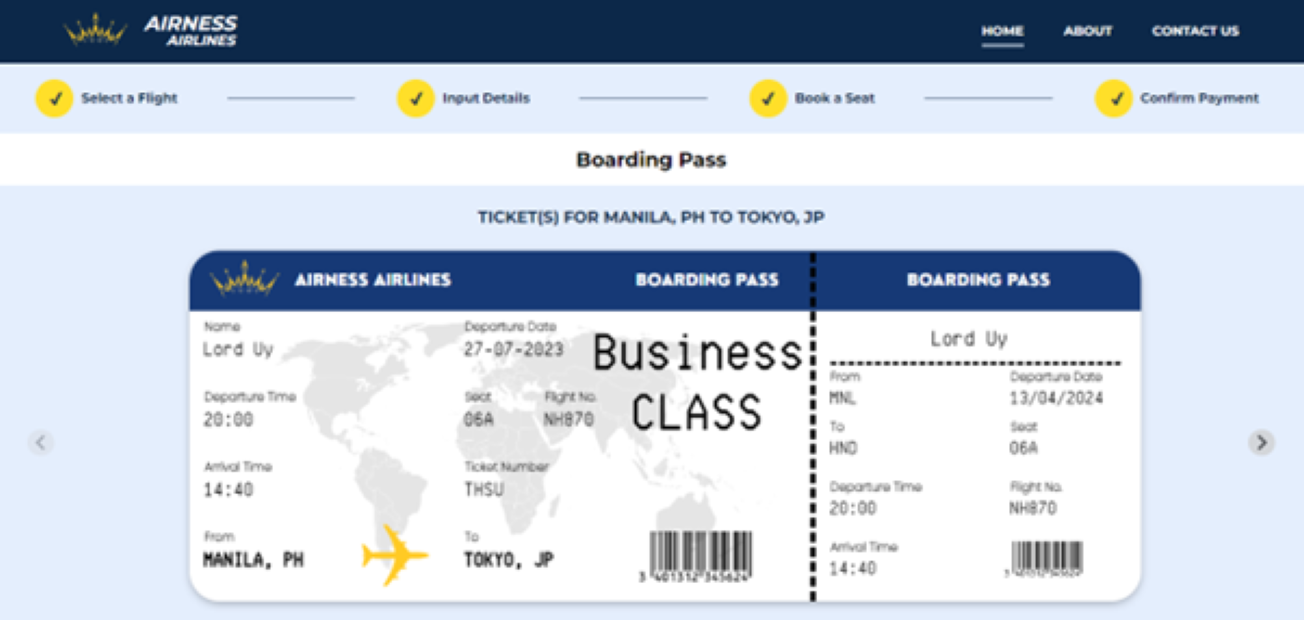 AIRNESS
AIRLINES
HOME ABOUT CONTACT US
Select a Flight Input Details Book a Seat Confirm Payment
Boarding Pass
TICKET(S) FOR MANILA, PH TO TOKYO, JP
AIRNESS AIRLINES BOARDING PASS
Name Departure Date
Lord Uy 27-07-2023
Business
CLASS
Departure Time Seat Flight No.
20:00 06A NH870
Arrival Time Ticket Number
14:40 THSU
From To
MANILA, PH TOKYO, JP
3 401312 345624
BOARDING PASS
Lord Uy
From Departure Date
MNL 13/04/2024
To Seat
HND 06A
Departure Time Flight No.
20:00 NH870
Arrival Time
14:40
3 401312 345624